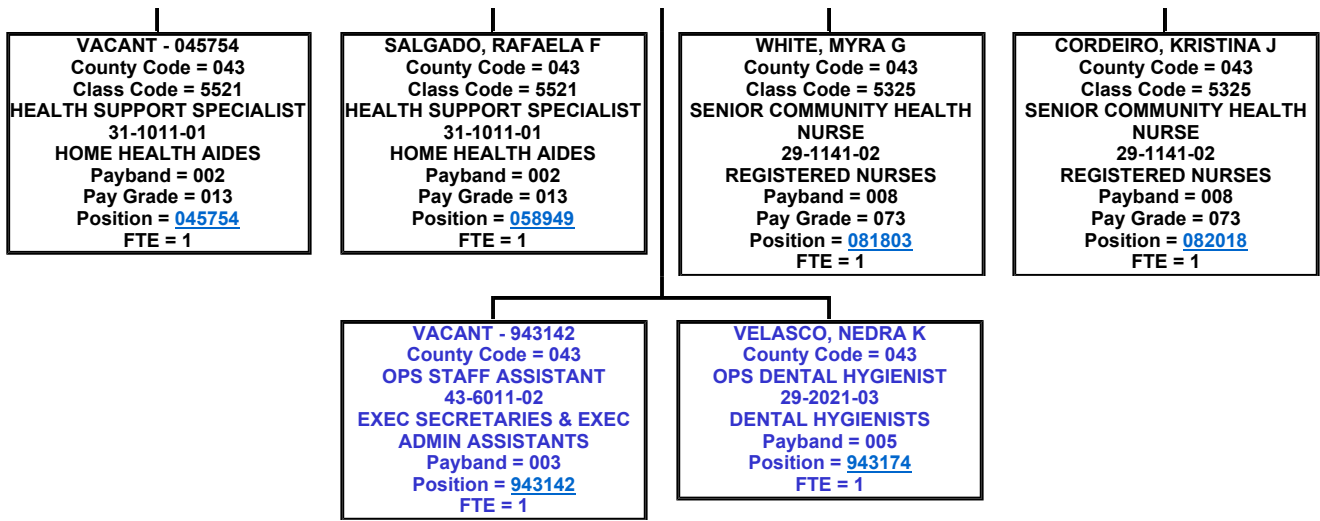 VACANT - 045754
County Code = 043
Class Code = 5521
HEALTH SUPPORT SPECIALIST
31-1011-01
HOME HEALTH AIDES
Payband = 002
Pay Grade = 013
Position = 045754
FTE = 1
SALGADO, RAFAELA F
County Code = 043
Class Code = 5521
HEALTH SUPPORT SPECIALIST
31-1011-01
HOME HEALTH AIDES
Payband = 002
Pay Grade = 013
Position = 058949
FTE = 1
WHITE, MYRA G
County Code = 043
Class Code = 5325
SENIOR COMMUNITY HEALTH
NURSE
29-1141-02
REGISTERED NURSES
Payband = 008
Pay Grade = 073
Position = 081803
FTE = 1
CORDEIRO, KRISTINA J
County Code = 043
Class Code = 5325
SENIOR COMMUNITY HEALTH
NURSE
29-1141-02
REGISTERED NURSES
Payband = 008
Pay Grade = 073
Position = 082018
FTE = 1
VACANT - 943142
County Code = 043
OPS STAFF ASSISTANT
43-6011-02
EXEC SECRETARIES & EXEC
ADMIN ASSISTANTS
Payband = 003
Position = 943142
FTE = 1
VELASCO, NEDRA K
County Code = 043
OPS DENTAL HYGIENIST
29-2021-03
DENTAL HYGIENISTS
Payband = 005
Position = 943174
FTE = 1